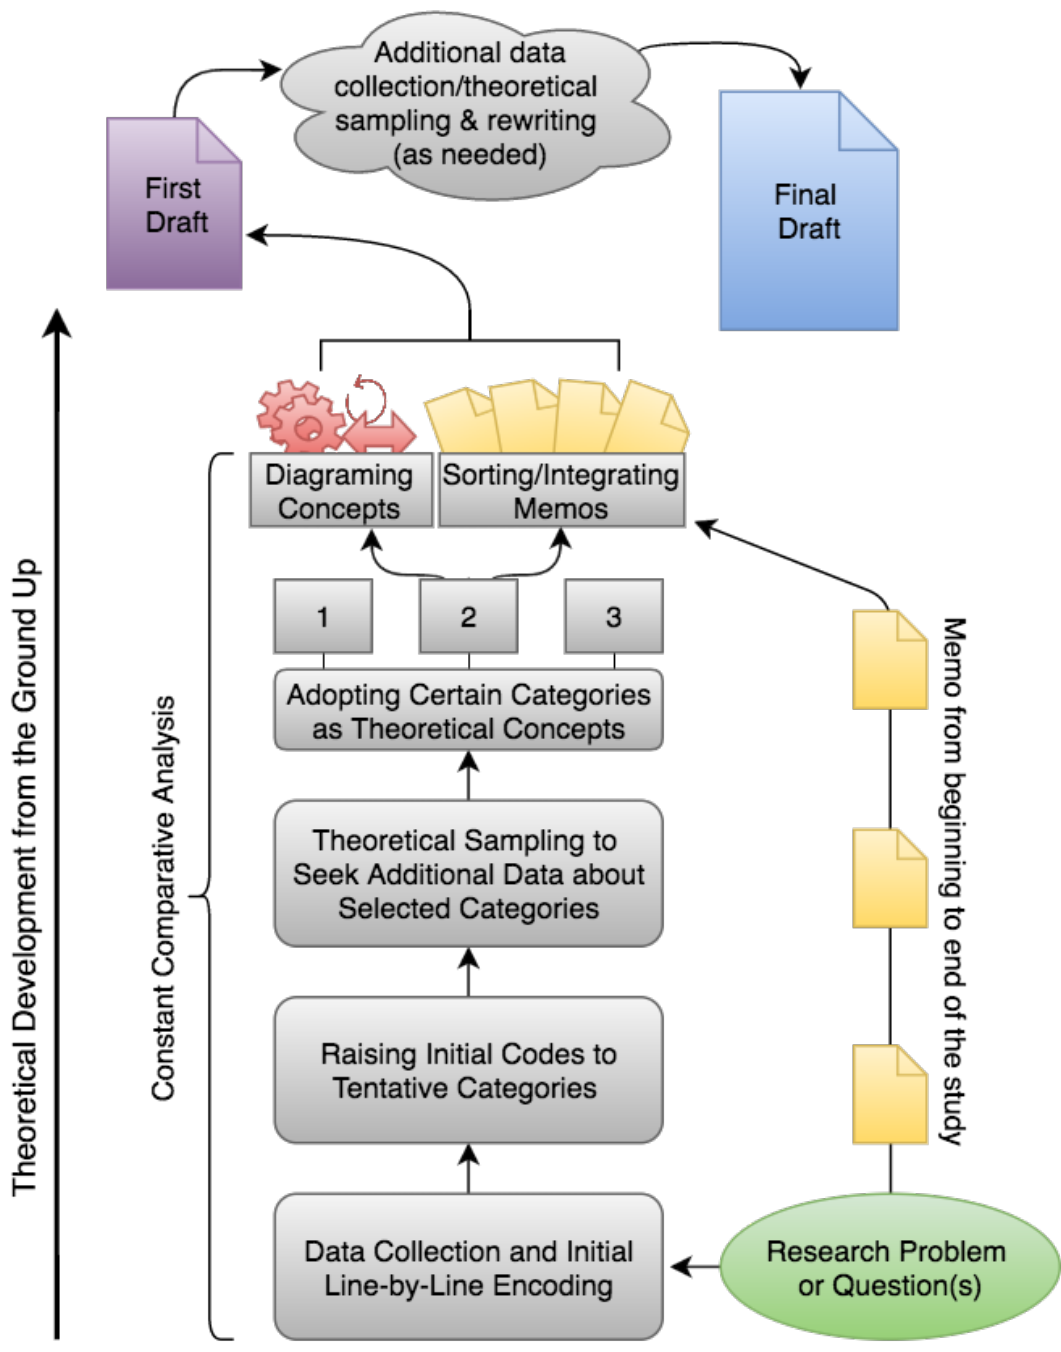 Additional data
collection/theoretical
sampling & rewriting
(as needed)
First
Draft
Final
Draft
Diagraming
Concepts
Sorting/Integrating
Memos
1
2
3
Adopting Certain Categories
as Theoretical Concepts
Theoretical Sampling to
Seek Additional Data about
Selected Categories
Raising Initial Codes to
Tentative Categories
Data Collection and Initial
Line-by-Line Encoding
Research Problem
or Question(s)
Theoretical Development from the Ground Up
Constant Comparative Analysis
Memo from beginning to end of the study